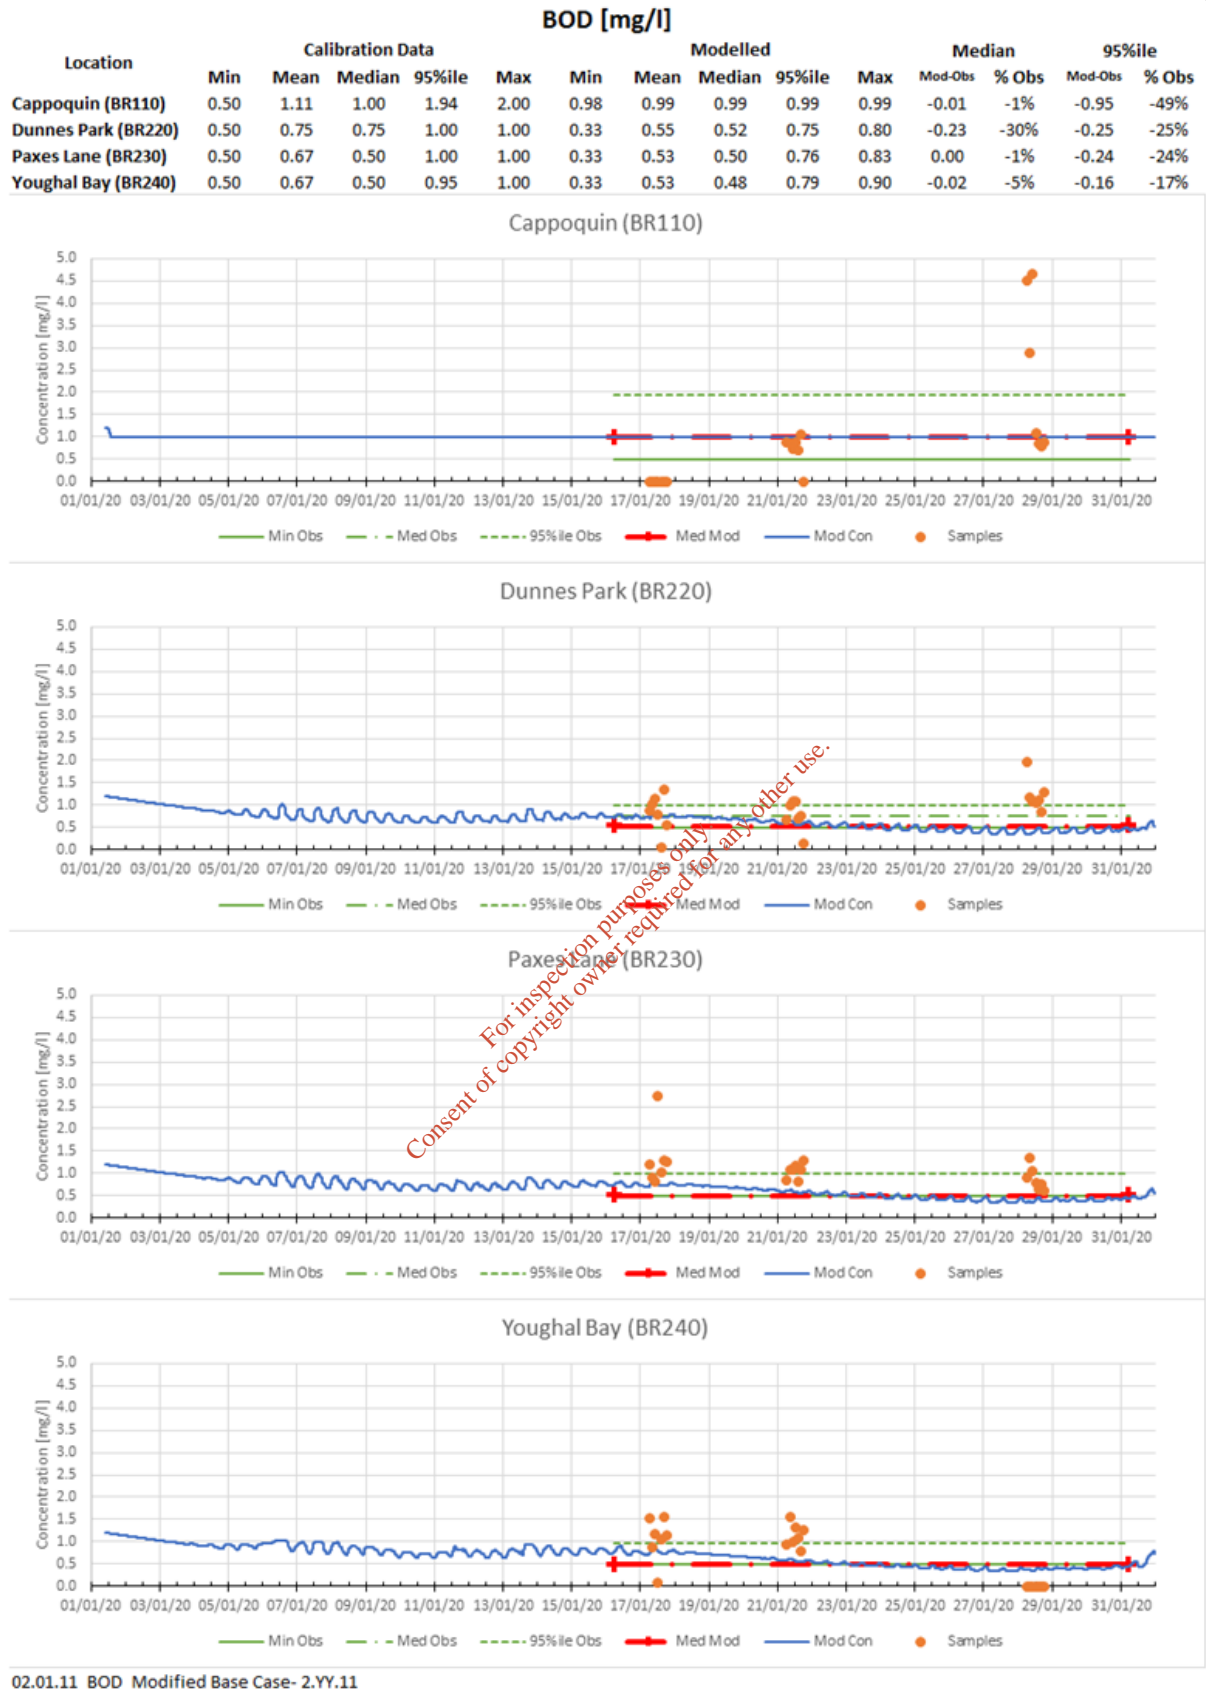 BOD [mg/l]
Location Calibration Data Modelled Median 95%ile
Min Mean Median 95%ile Max Min Mean Median 95%ile Max Mod-Obs % Obs Mod-Obs % Obs
Cappoquin (BR110) 0.50 1.11 1.00 1.94 2.00 0.98 0.99 0.99 0.99 0.99 -0.01 -1% -0.95 -49%
Dunnes Park (BR220) 0.50 0.75 0.75 1.00 1.00 0.33 0.55 0.52 0.75 0.80 -0.23 -30% -0.25 -25%
Paxes Lane (BR230) 0.50 0.67 0.50 1.00 1.00 0.33 0.53 0.50 0.76 0.83 0.00 -1% -0.24 -24%
Youghal Bay (BR240) 0.50 0.67 0.50 0.95 1.00 0.33 0.53 0.48 0.79 0.90 -0.02 -5% -0.16 -17%
Cappoquin (BR110)
Concentration [mg/l]
5.0
4.5
4.0
3.5
3.0
2.5
2.0
1.5
1.0
0.5
0.0
01/01/20 03/01/20 05/01/20 07/01/20 09/01/20 11/01/20 13/01/20 15/01/20 17/01/20 19/01/20 21/01/20 23/01/20 25/01/20 27/01/20 29/01/20 31/01/20
Min Obs Med Obs 95%ile Obs Med Mod Mod Con Samples
Dunnes Park (BR220)
Concentration [mg/l]
5.0
4.5
4.0
3.5
3.0
2.5
2.0
1.5
1.0
0.5
0.0
01/01/20 03/01/20 05/01/20 07/01/20 09/01/20 11/01/20 13/01/20 15/01/20 17/01/20 19/01/20 21/01/20 23/01/20 25/01/20 27/01/20 29/01/20 31/01/20
Min Obs Med Obs 95%ile Obs Med Mod Mod Con Samples
For inspection purposes only.
Consent of copyright owner required for any other use.
Paxes Lane (BR230)
Concentration [mg/l]
5.0
4.5
4.0
3.5
3.0
2.5
2.0
1.5
1.0
0.5
0.0
01/01/20 03/01/20 05/01/20 07/01/20 09/01/20 11/01/20 13/01/20 15/01/20 17/01/20 19/01/20 21/01/20 23/01/20 25/01/20 27/01/20 29/01/20 31/01/20
Min Obs Med Obs 95%ile Obs Med Mod Mod Con Samples
Youghal Bay (BR240)
Concentration [mg/l]
5.0
4.5
4.0
3.5
3.0
2.5
2.0
1.5
1.0
0.5
0.0
01/01/20 03/01/20 05/01/20 07/01/20 09/01/20 11/01/20 13/01/20 15/01/20 17/01/20 19/01/20 21/01/20 23/01/20 25/01/20 27/01/20 29/01/20 31/01/20
Min Obs Med Obs 95%ile Obs Med Mod Mod Con Samples
02.01.11 BOD Modified Base Case- 2.YY.11